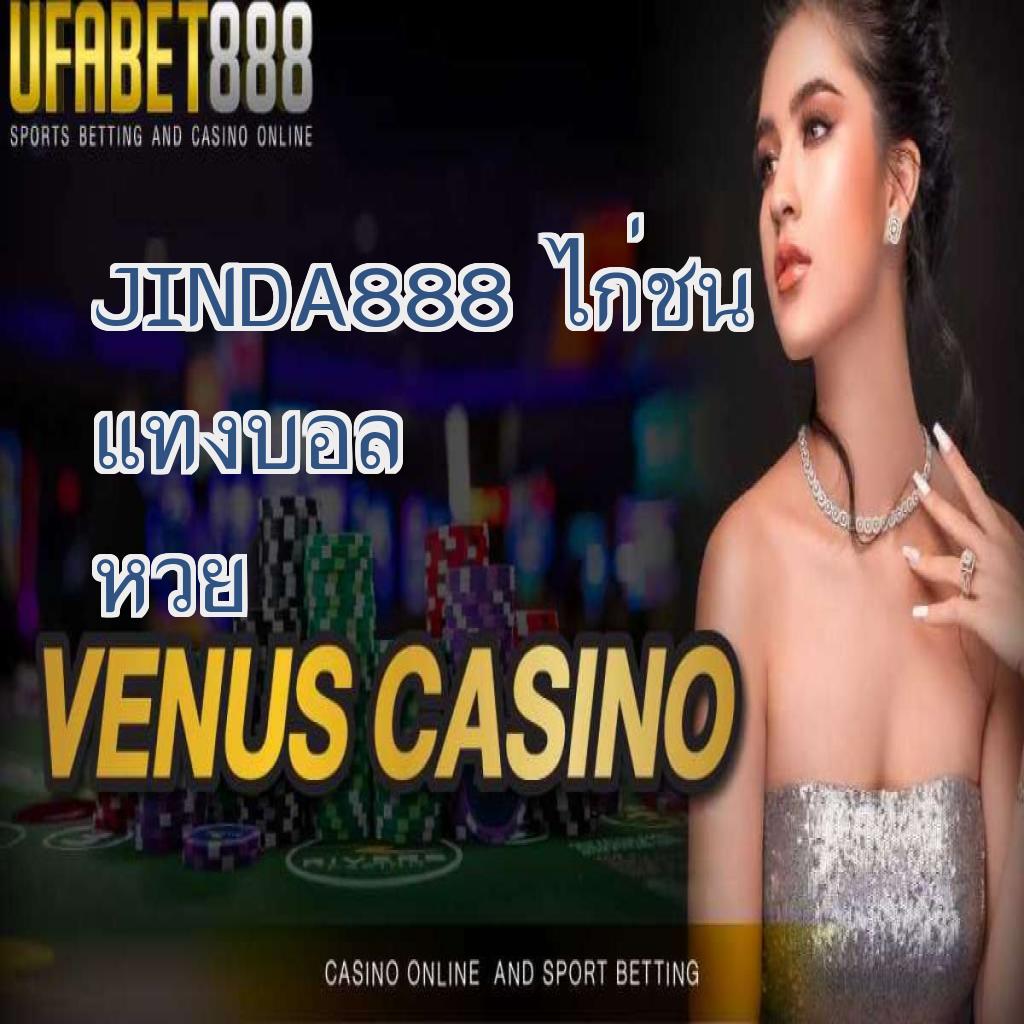 UFABET888
SPORTS BETTING AND CASINO ONLINE
JINDA888 ไก่ชน
แทงบอล
หวย
VENUS CASINO
CASINO ONLINE AND SPORT BETTING